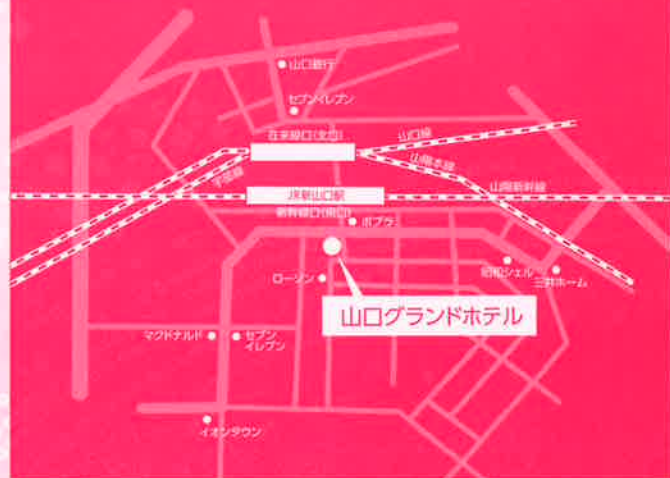 山口銀行
セブンイレブン
在来線口(北口)
山口線
山陽本線
宇部線
JR新山口駅
山陽新幹線
新幹線口(南口)
ポプラ
昭和シェル
三井ホーム
ローソン
山口グランドホテル
マクドナルド
セブン
イレブン
イオンタウン